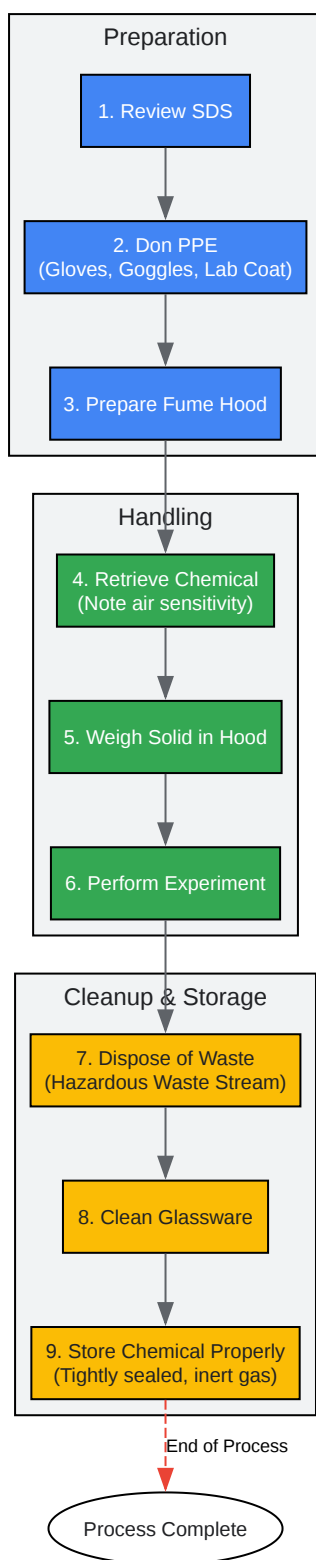 Preparation
1. Review SDS
2. Don PPE
(Gloves, Goggles, Lab Coat)
3. Prepare Fume Hood
Handling
4. Retrieve Chemical
(Note air sensitivity)
5. Weigh Solid in Hood
6. Perform Experiment
Cleanup & Storage
7. Dispose of Waste
(Hazardous Waste Stream)
8. Clean Glassware
9. Store Chemical Properly
(Tightly sealed, inert gas)
End of Process
Process Complete